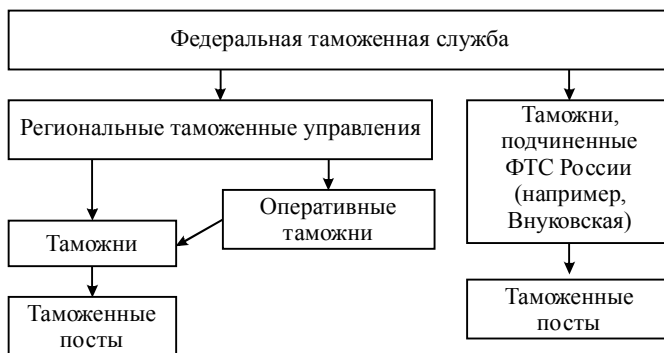 Федеральная таможенная служба
Региональные таможенные управления
Таможни,
подчиненные
ФТС России
(например,
Внуковская)
Оперативные
таможни
Таможни
Таможенные
посты
Таможенные
посты